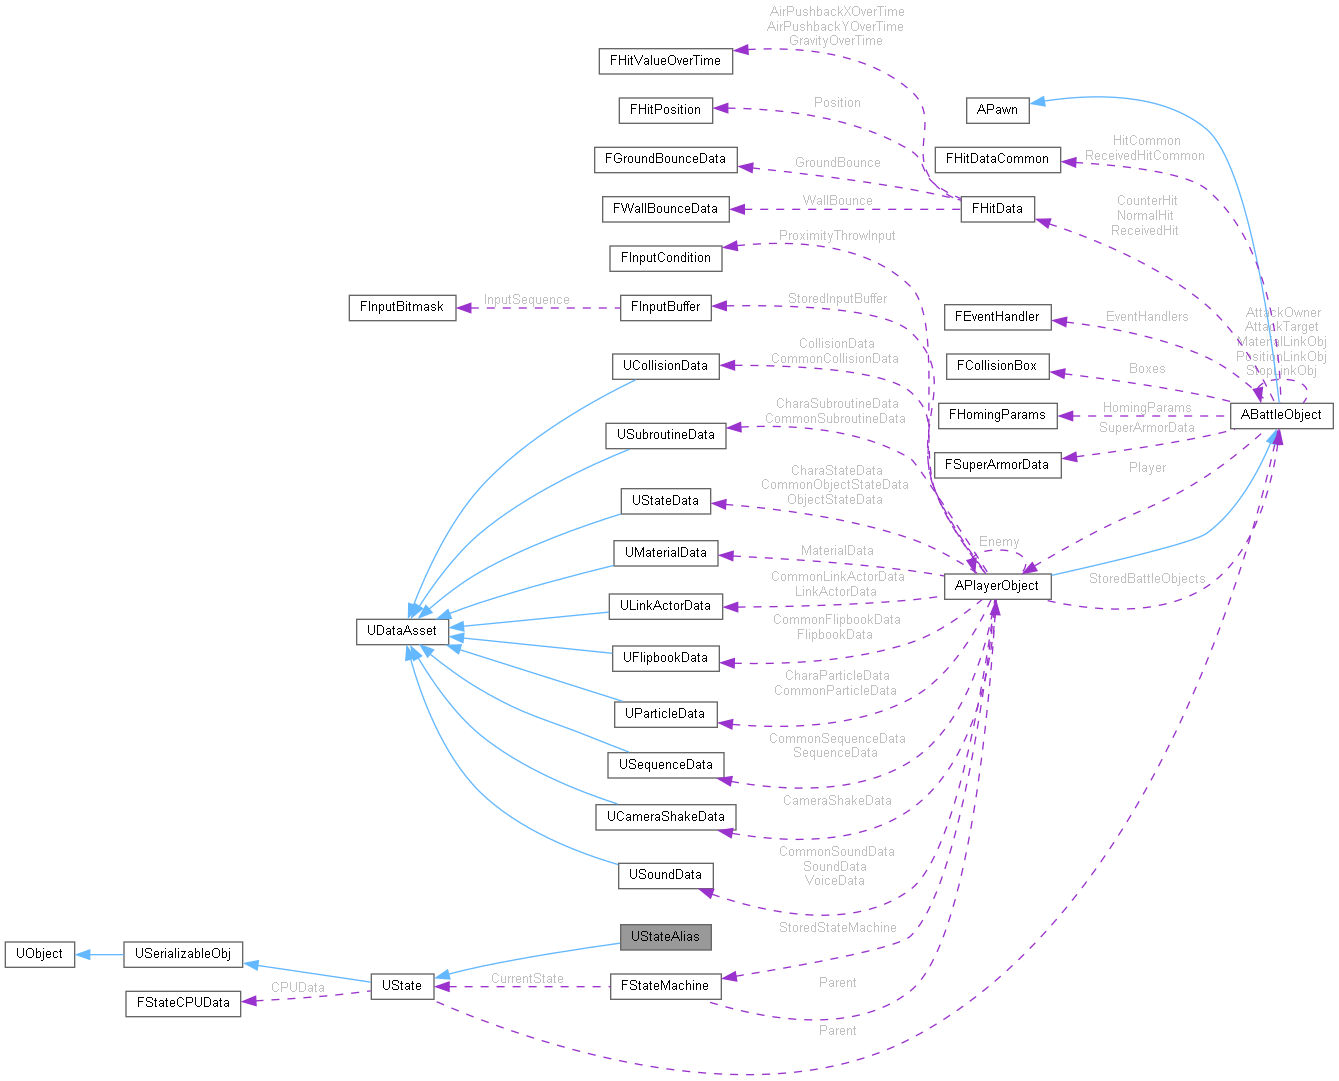 AirPushbackXOverTime
AirPushbackYOverTime
GravityOverTime
FHitValueOverTime
Position
FHitPosition
APawn
HitCommon
ReceivedHitCommon
GroundBounce
FGroundBounceData
FHitDataCommon
WallBounce
FWallBounceData
FHitData
CounterHit
NormalHit
ReceivedHit
ProximityThrowInput
FInputCondition
StoredInputBuffer
FInputBuffer
InputSequence
FInputBitmask
FEventHandler
EventHandlers
AttackOwner
AttackTarget
MaterialLinkObj
PositionLinkObj
StopLinkObj
CollisionData
CommonCollisionData
UCollisionData
FCollisionBox
Boxes
CharaSubroutineData
CommonSubroutineData
USubroutineData
FHomingParams
HomingParams
ABattleObject
SuperArmorData
FSuperArmorData
Player
CharaStateData
CommonObjectStateData
ObjectStateData
UStateData
MaterialData
UMaterialData
Enemy
APlayerObject
StoredBattleObjects
CommonLinkActorData
LinkActorData
ULinkActorData
UDataAsset
CommonFlipbookData
FlipbookData
UFlipbookData
CharaParticleData
CommonParticleData
UParticleData
CommonSequenceData
SequenceData
USequenceData
CameraShakeData
UCameraShakeData
CommonSoundData
SoundData
VoiceData
USoundData
StoredStateMachine
UStateAlias
UObject
USerializableObj
UState
CurrentState
FStateMachine
Parent
CPUData
FStateCPUData
Parent